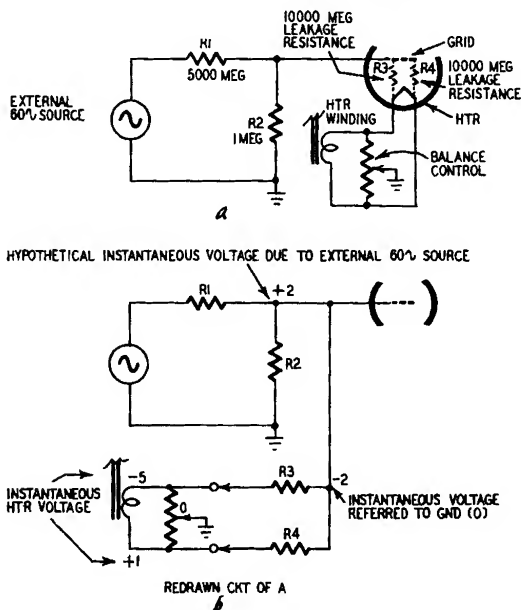 10000 MEG
LEAKAGE
RESISTANCE
R1
5000 MEG
GRID
R3
R4
10000 MEG
LEAKAGE
RESISTANCE
EXTERNAL
60~ SOURCE
R2
1 MEG
HTR
WINDING
HTR
BALANCE
CONTROL
a
HYPOTHETICAL INSTANTANEOUS VOLTAGE DUE TO EXTERNAL 60~ SOURCE
+2
R1
R2
-5
R3
-2
INSTANTANEOUS
HTR VOLTAGE
0
INSTANTANEOUS VOLTAGE
REFERRED TO GND (0)
R4
+1
REDRAWN CKT OF A
b